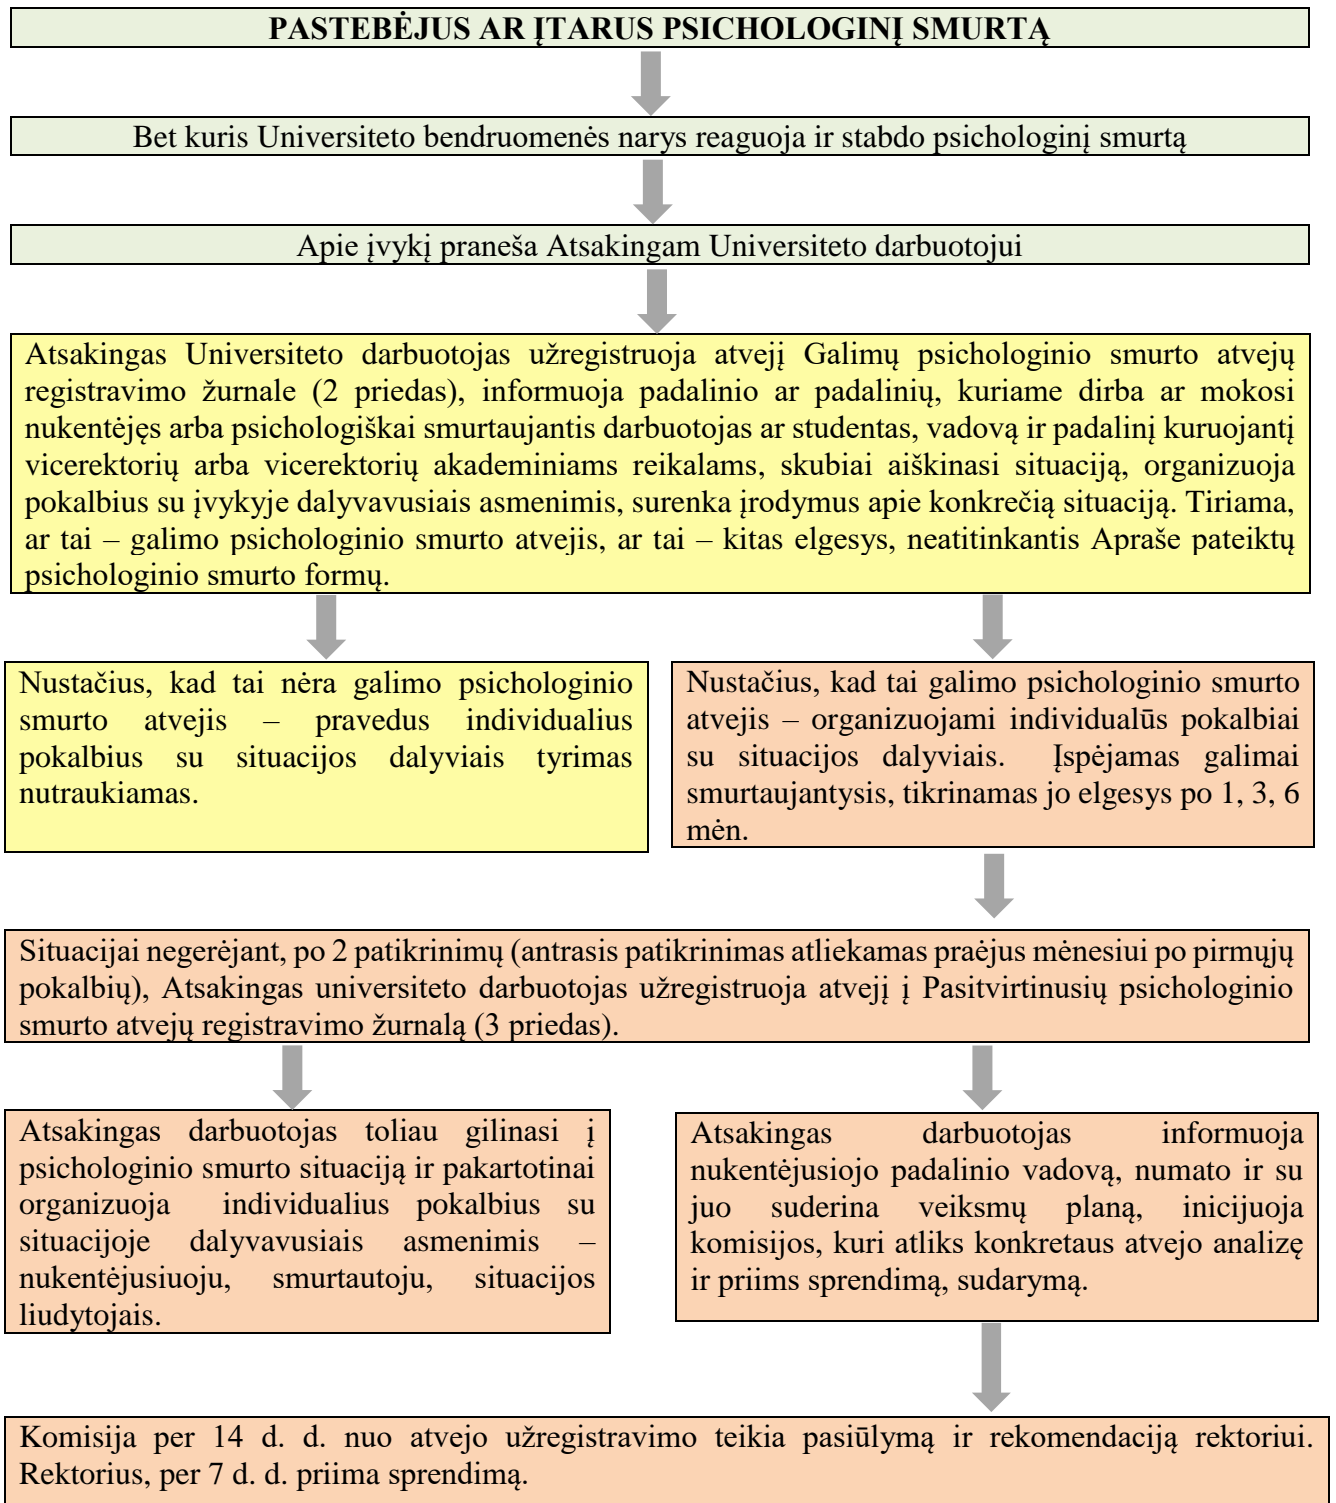 PASTEBĖJUS AR ĮTARUS PSICHOLOGINĮ SMURTĄ
Bet kuris Universiteto bendruomenės narys reaguoja ir stabdo psichologinį smurtą
Apie įvykį praneša Atsakingam Universiteto darbuotojui
Atsakingas Universiteto darbuotojas užregistruoja atvejį Galimų psichologinio smurto atvejų
registravimo žurnale (2 priedas), informuoja padalinio ar padalinių, kuriame dirba ar mokosi
nukentėjęs arba psichologiškai smurtaujantis darbuotojas ar studentas, vadovą ir padalinį kuruojantį
vicerektorių arba vicerektorių akademiniams reikalams, skubiai aiškinasi situaciją, organizuoja
pokalbius su įvykyje dalyvavusiais asmenimis, surenka įrodymus apie konkrečią situaciją. Tiriama,
ar tai – galimo psichologinio smurto atvejis, ar tai – kitas elgesys, neatitinkantis Apraše pateiktų
psichologinio smurto formų.
Nustačius, kad tai nėra galimo psichologinio
smurto atvejis – pravedus individualius
pokalbius su situacijos dalyviais tyrimas
nutraukiamas.
Nustačius, kad tai galimo psichologinio smurto
atvejis – organizuojami individualūs pokalbiai
su situacijos dalyviais. Įspėjamas galimai
smurtaujantysis, tikrinamas jo elgesys po 1, 3, 6
mėn.
Situacijai negerėjant, po 2 patikrinimų (antrasis patikrinimas atliekamas praėjus mėnesiui po pirmųjų
pokalbių), Atsakingas universiteto darbuotojas užregistruoja atvejį į Pasitvirtinusių psichologinio
smurto atvejų registravimo žurnalą (3 priedas).
Atsakingas darbuotojas toliau gilinasi į
psichologinio smurto situaciją ir pakartotinai
organizuoja individualius pokalbius su
situacijoje dalyvavusiais asmenimis –
nukentėjusiuoju, smurtautoju, situacijos
liudytojais.
Atsakingas darbuotojas informuoja
nukentėjusiojo padalinio vadovą, numato ir su
juo suderina veiksmų planą, inicijuoja
komisijos, kuri atliks konkretaus atvejo analizę
ir priims sprendimą, sudarymą.
Komisija per 14 d. d. nuo atvejo užregistravimo teikia pasiūlymą ir rekomendaciją rektoriui.
Rektorius, per 7 d. d. priima sprendimą.